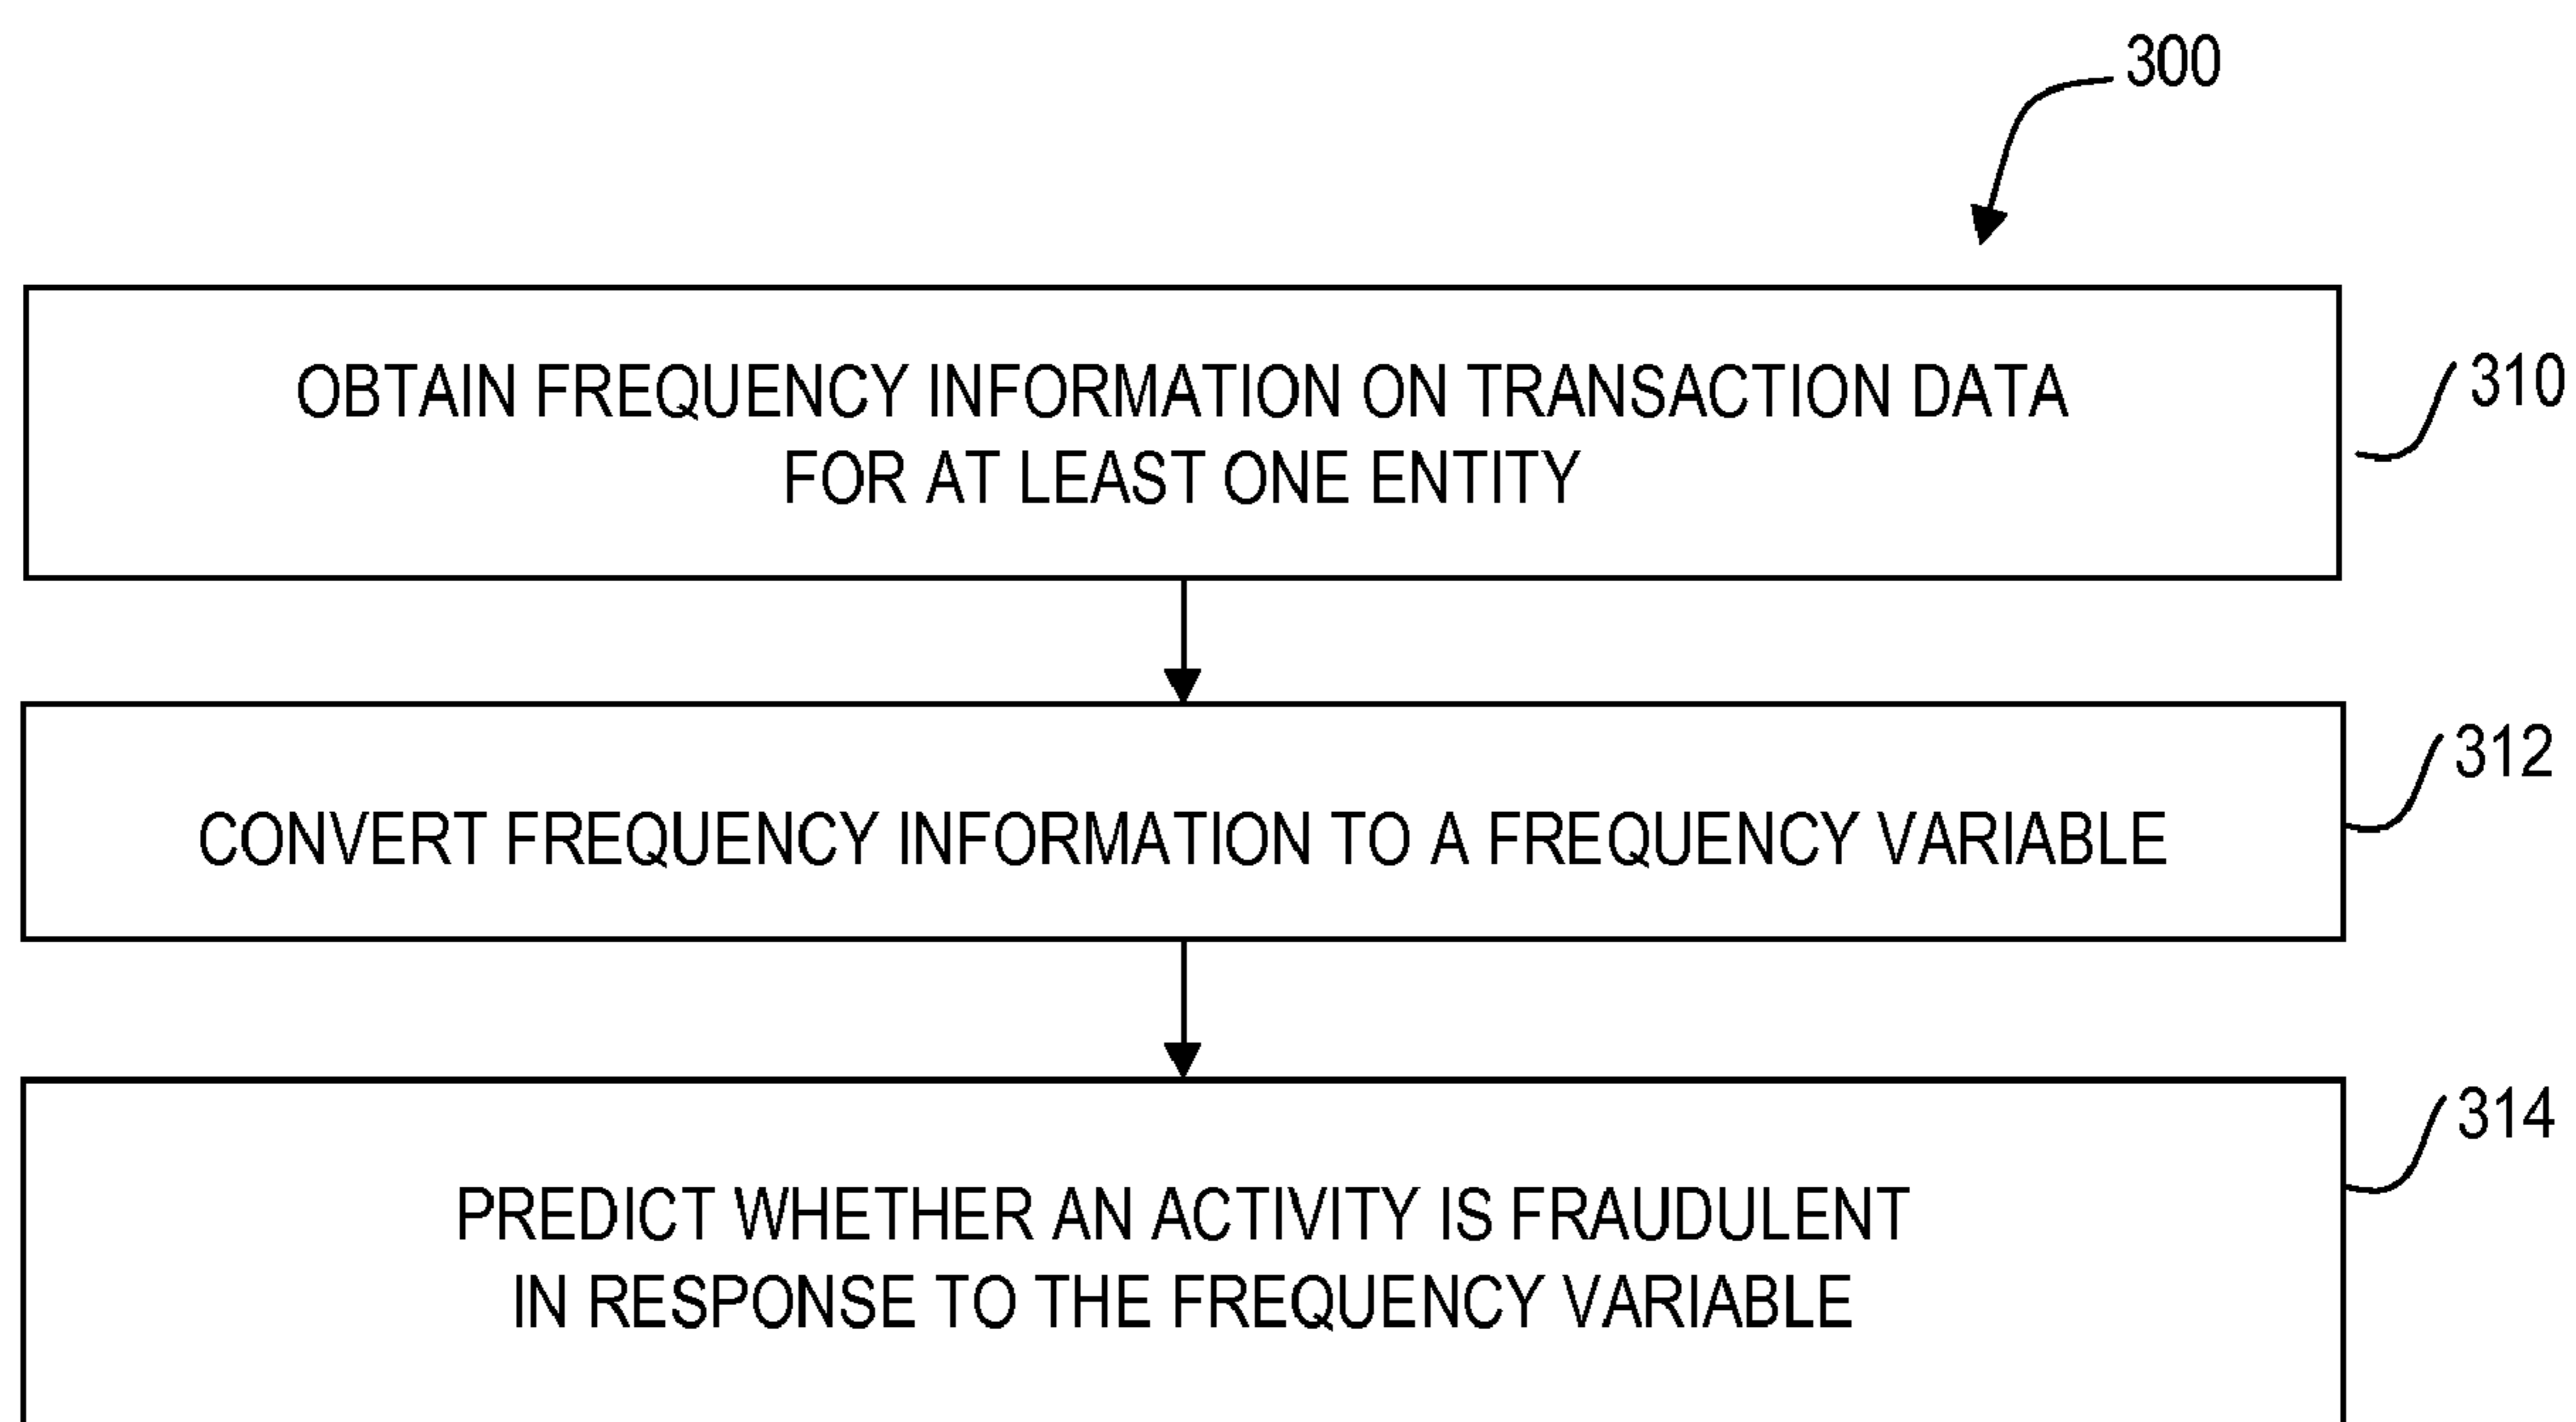 300
OBTAIN FREQUENCY INFORMATION ON TRANSACTION DATA
FOR AT LEAST ONE ENTITY
310
CONVERT FREQUENCY INFORMATION TO A FREQUENCY VARIABLE
312
PREDICT WHETHER AN ACTIVITY IS FRAUDULENT
IN RESPONSE TO THE FREQUENCY VARIABLE
314